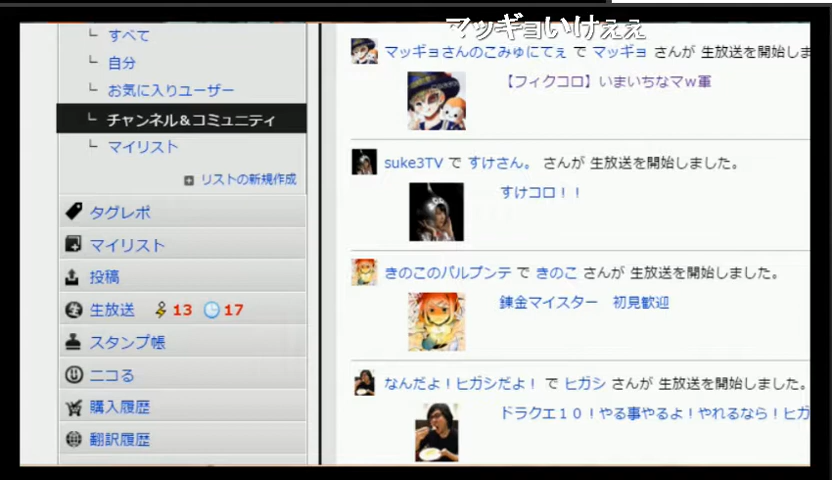 マッギョいけぇぇ
すべて
自分
お気に入りユーザー
チャンネル&コミュニティ
マイリスト
リストの新規作成
タグレポ
マイリスト
投稿
生放送 13 17
スタンプ帳
ニコる
購入履歴
翻訳履歴
マッギョさんのこみゅにてぇ で マッギョ さんが 生放送を開始しま
【フィクコロ】いまいちなマw軍
suke3TV で すけさん。 さんが 生放送を開始しました。
すけコロ！！
きのこのパルプンテ で きのこ さんが 生放送を開始しました。
錬金マイスター 初見歓迎
なんだよ！ヒガシだよ！ で ヒガシ さんが 生放送を開始しました。
ドラクエ１０！やる事やるよ！やれるなら！ヒガ